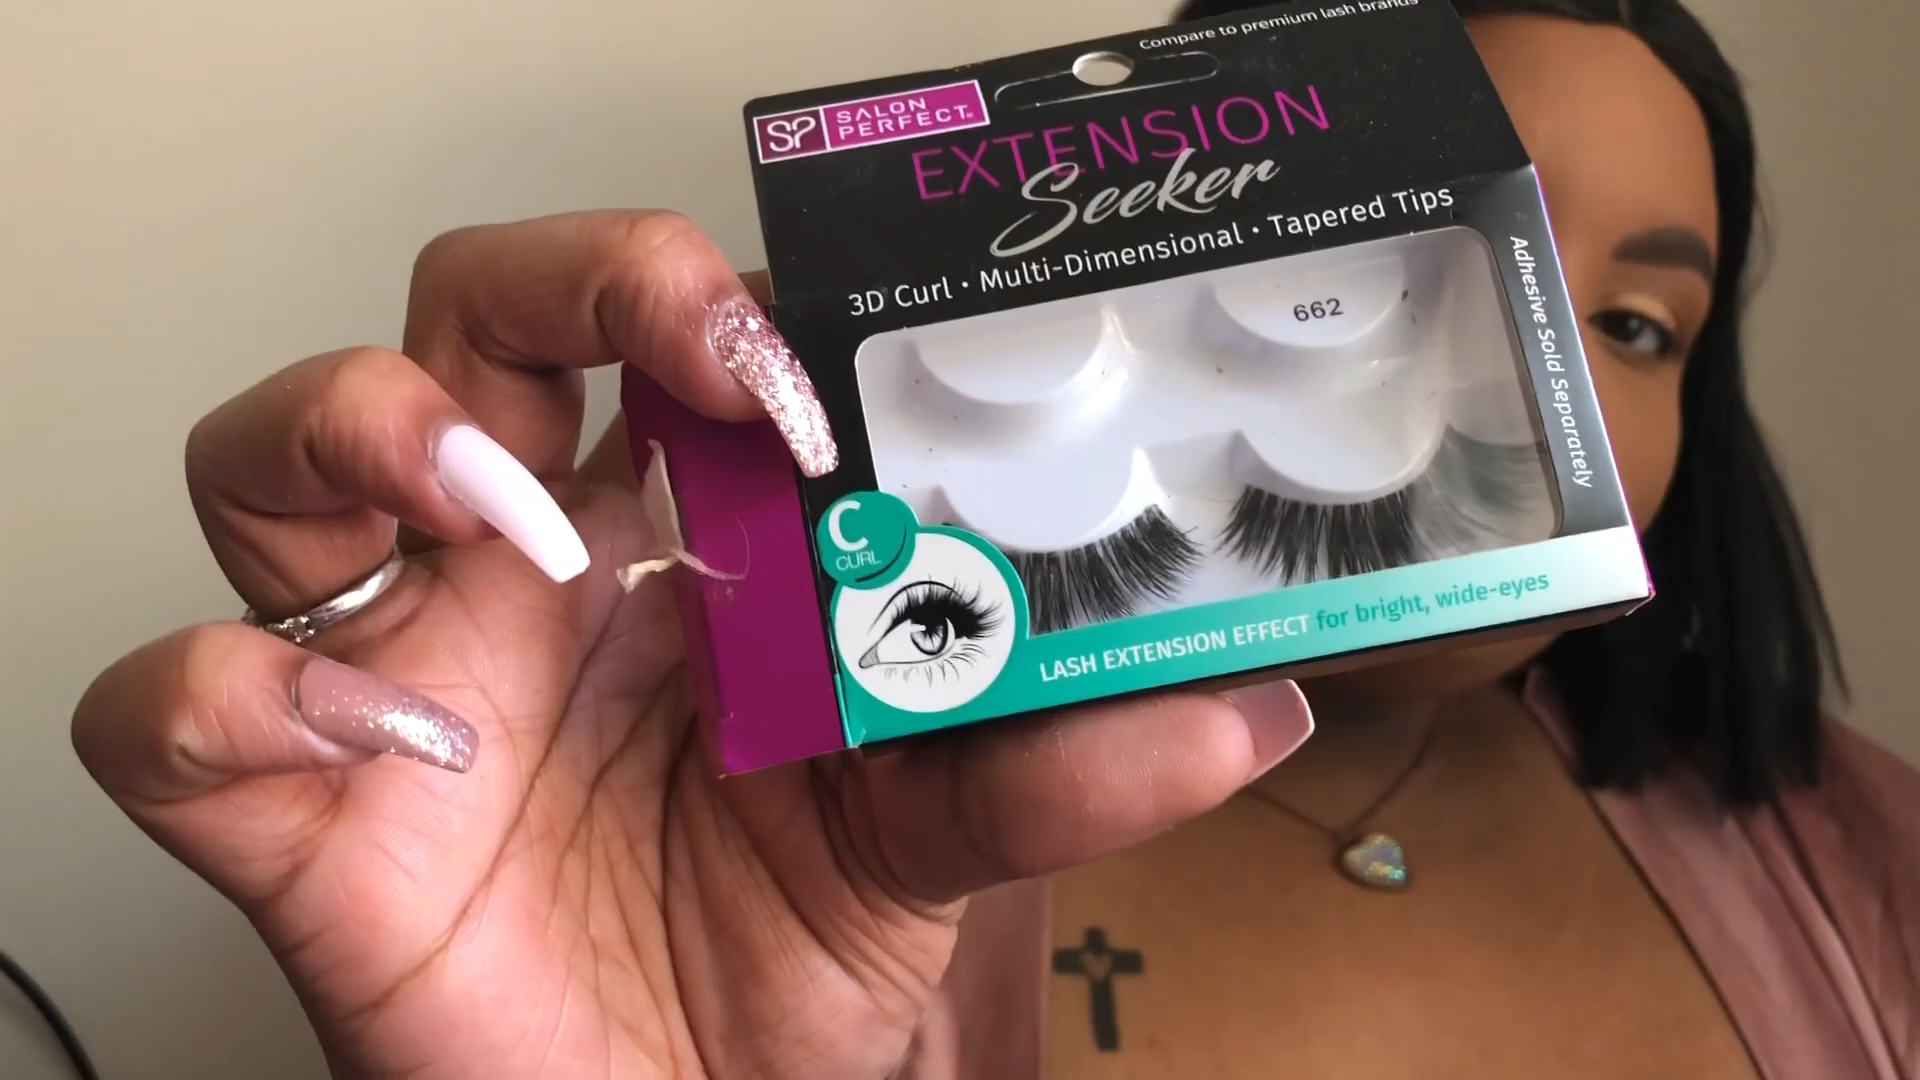 Compare to premium lash brands
SP SALON
PERFECT
EXTENSION
Seeker
3D Curl • Multi-Dimensional • Tapered Tips
662
Adhesive Sold Separately
C
CURL
LASH EXTENSION EFFECT for bright, wide-eyes